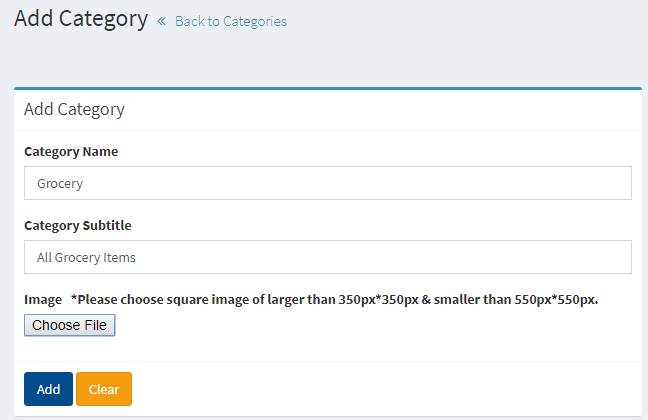 Add Category « Back to Categories
Add Category
Category Name
Grocery
Category Subtitle
All Grocery Items
Image *Please choose square image of larger than 350px*350px & smaller than 550px*550px.
Choose File
Add Clear